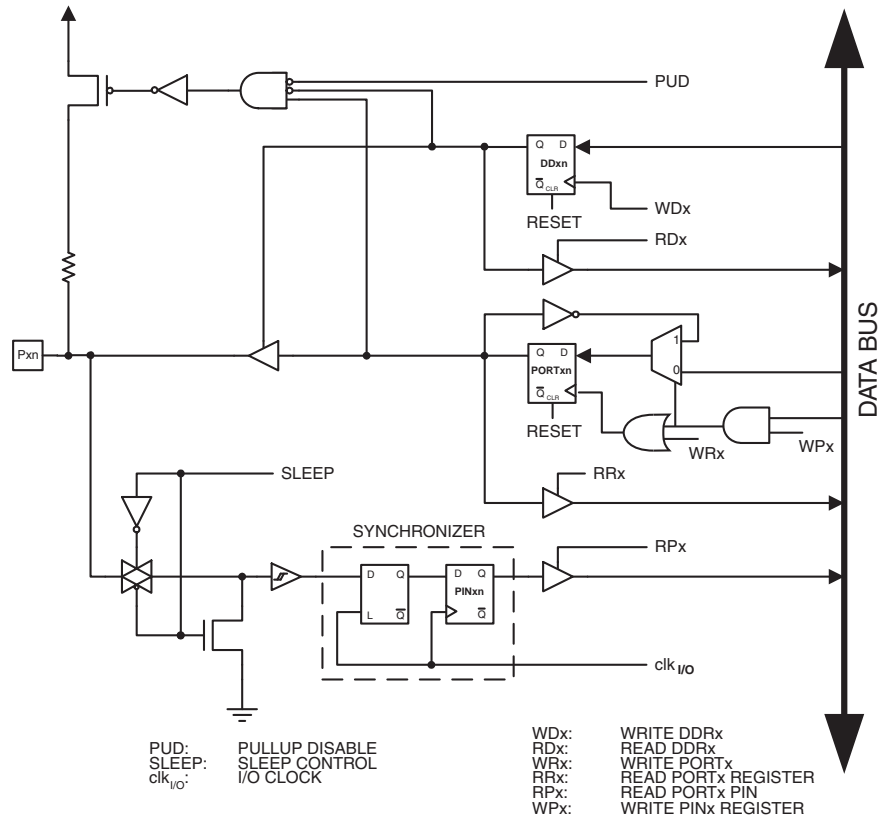 PUD
Q D
DDxn
Q CLR
WDx
RESET
RDx
Pxn
1
Q D
PORTxn
0
Q CLR
RESET
WRx
WPx
DATA BUS
SLEEP
RRx
SYNCHRONIZER
RPx
D Q
D Q
PINxn
L Q
Q
clk I/O
PUD: PULLUP DISABLE
SLEEP: SLEEP CONTROL
clk I/O: I/O CLOCK
WDx: WRITE DDRx
RDx: READ DDRx
WRx: WRITE PORTx
RRx: READ PORTx REGISTER
RPx: READ PORTx PIN
WPx: WRITE PINx REGISTER